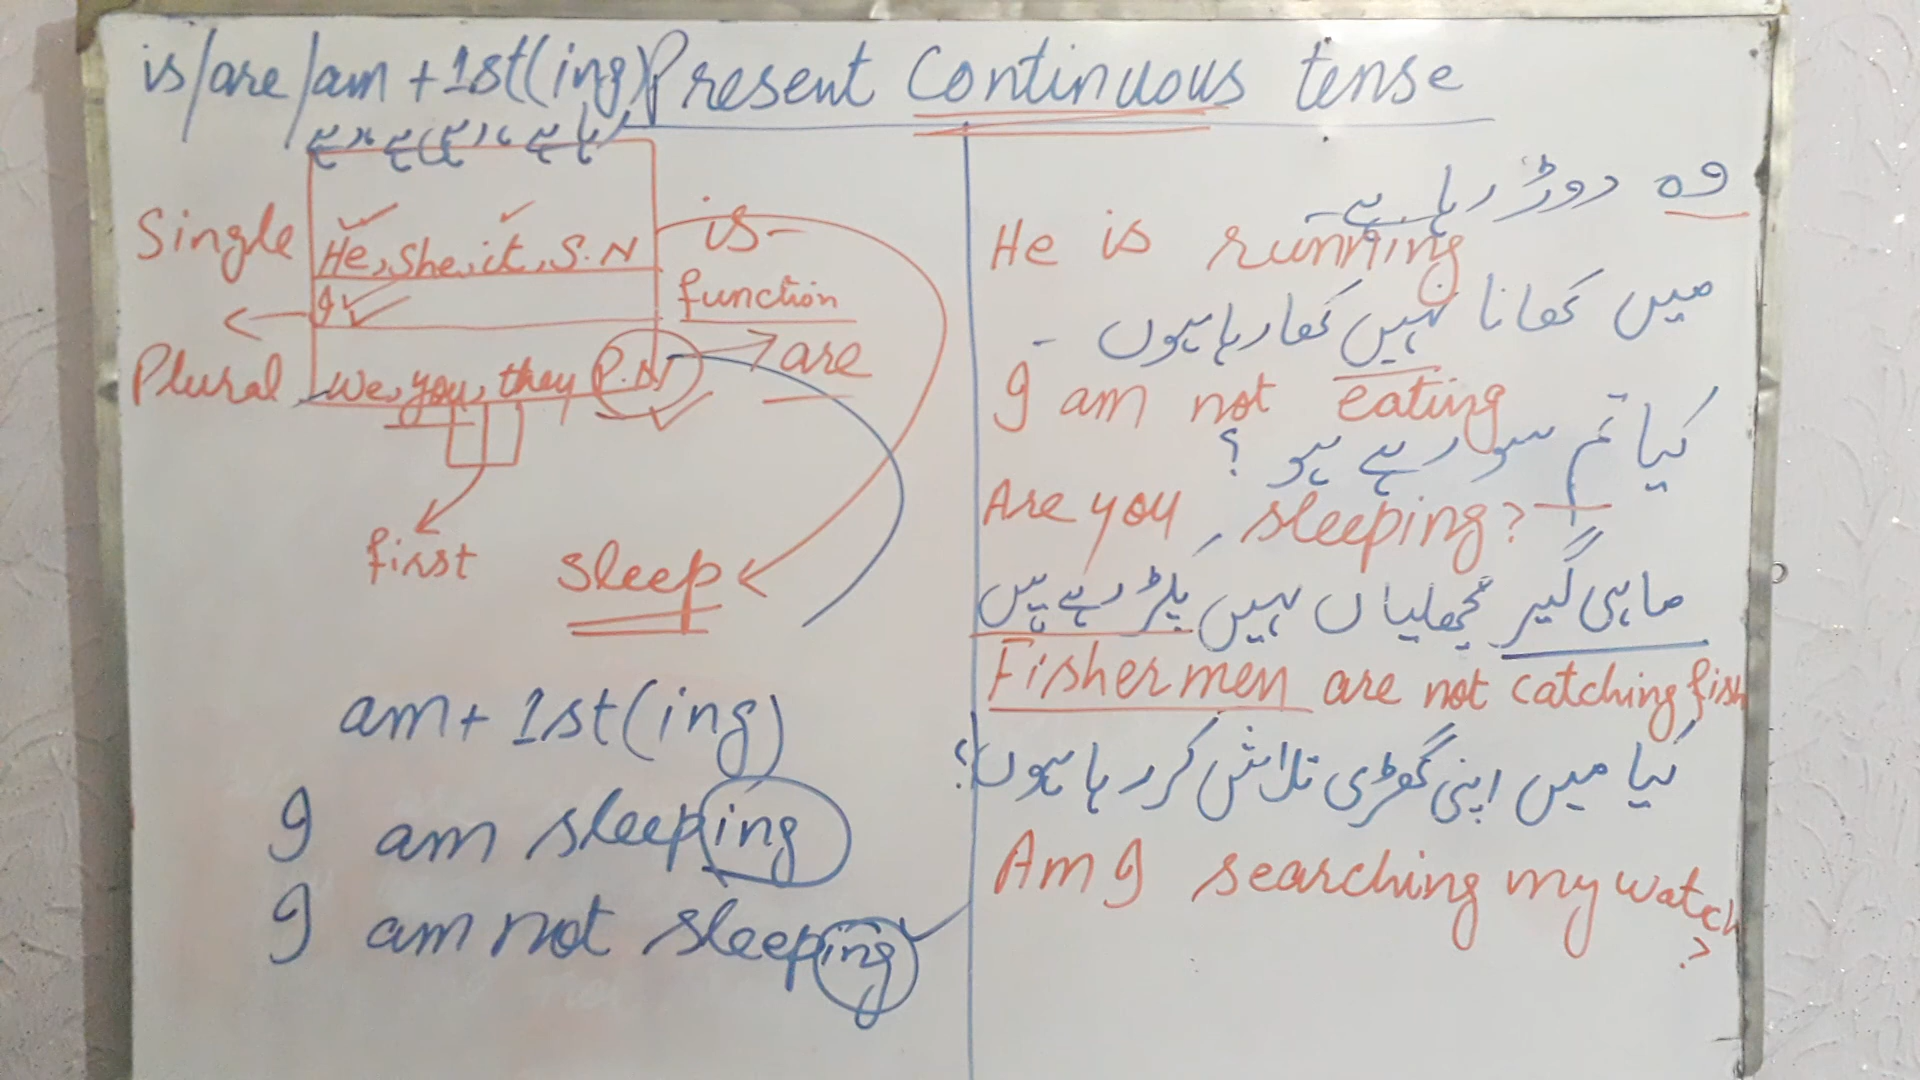 is/are/am + 1st(ing) Present Continuous tense
رہا ہے، رہی ہے، رہے
Single
He, She, it, S.N
is
I
function
Plural
we, you, they P.N
are
first
sleep
am + 1st(ing)
I am sleeping
I am not sleeping
وہ دوڑ رہا ہے۔
He is running
میں کھانا نہیں کھا رہا ہوں۔
I am not eating
کیا تم سو رہے ہو؟
Are you sleeping?
ماہی گیر مچھلیاں نہیں پکڑ رہے ہیں
Fishermen are not catching fish
کیا میں اپنی گھڑی تلاش کر رہا ہوں؟
Am I searching my watch
?